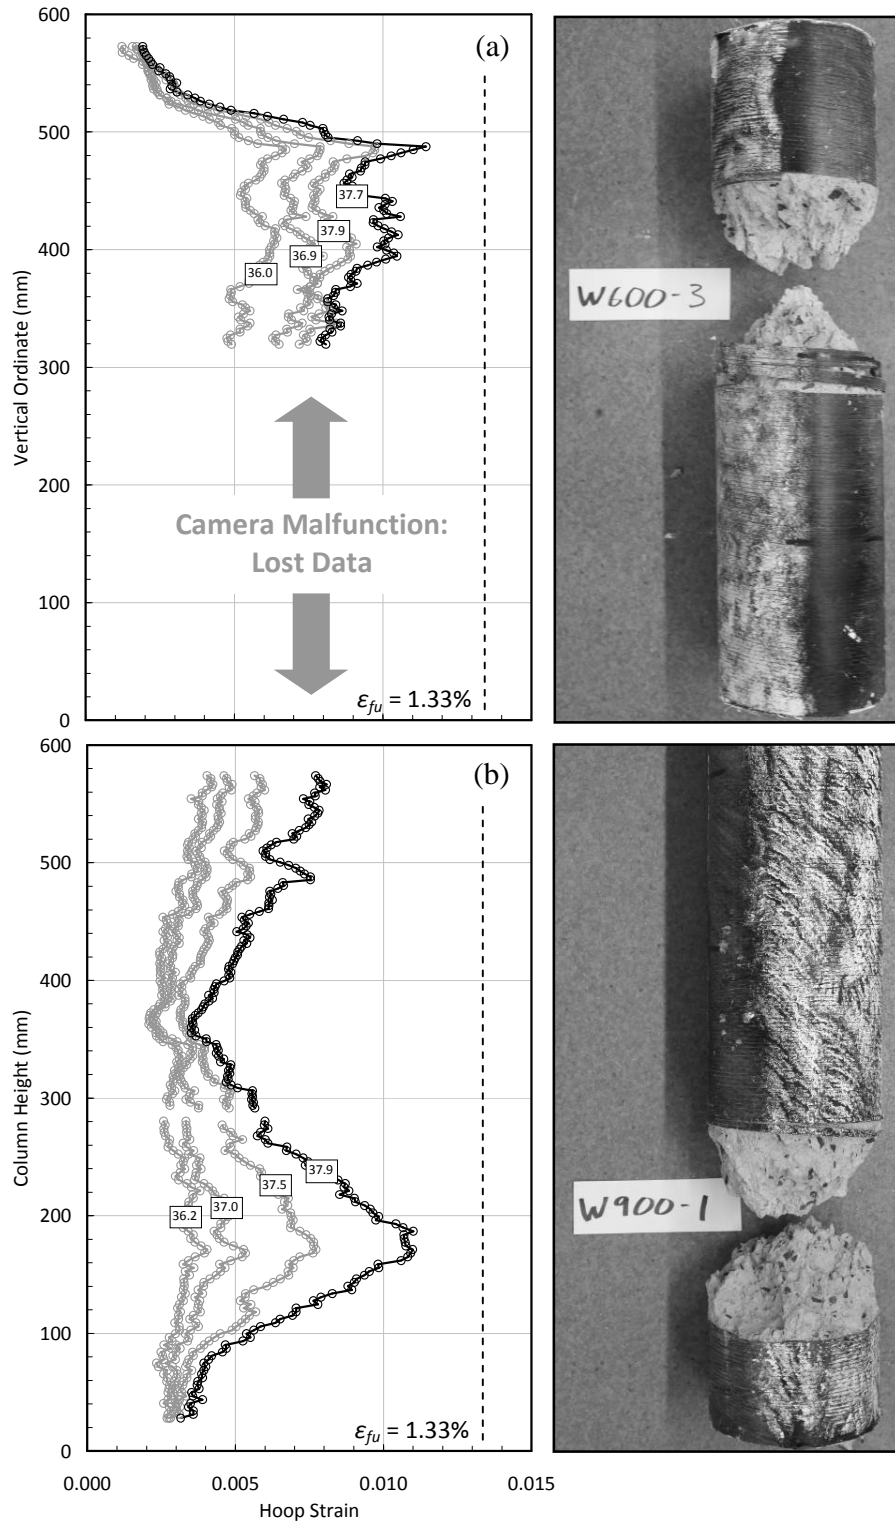 600
(a)
500
37.7
37.9
400
36.9
36.0
Vertical Ordinate (mm)
300
200
Camera Malfunction:
Lost Data
100
εfu = 1.33%
0
W600-3
600
(b)
500
400
Column Height (mm)
300
37.9
37.5
37.0
36.2
200
100
εfu = 1.33%
0
0.000
0.005
0.010
0.015
Hoop Strain
W900-1